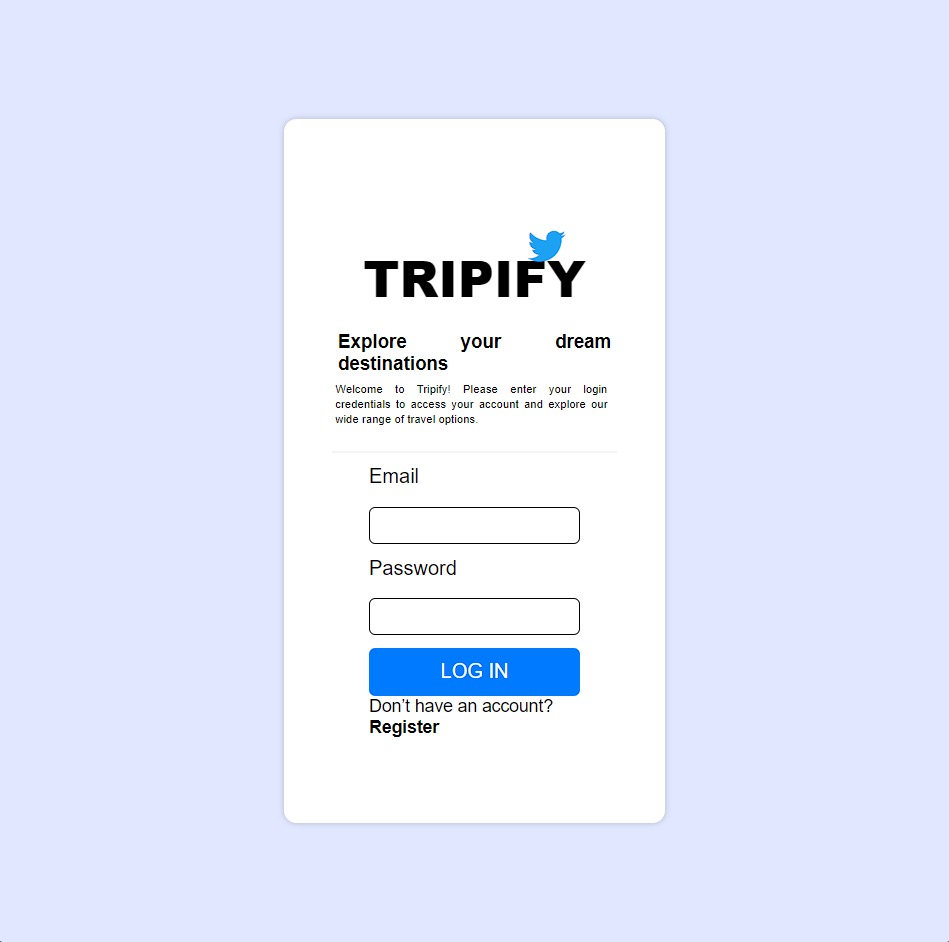 TRIPIFY
Explore your dream
destinations
Welcome to Tripify! Please enter your login
credentials to access your account and explore our
wide range of travel options.
Email
Password
LOG IN
Don’t have an account?
Register